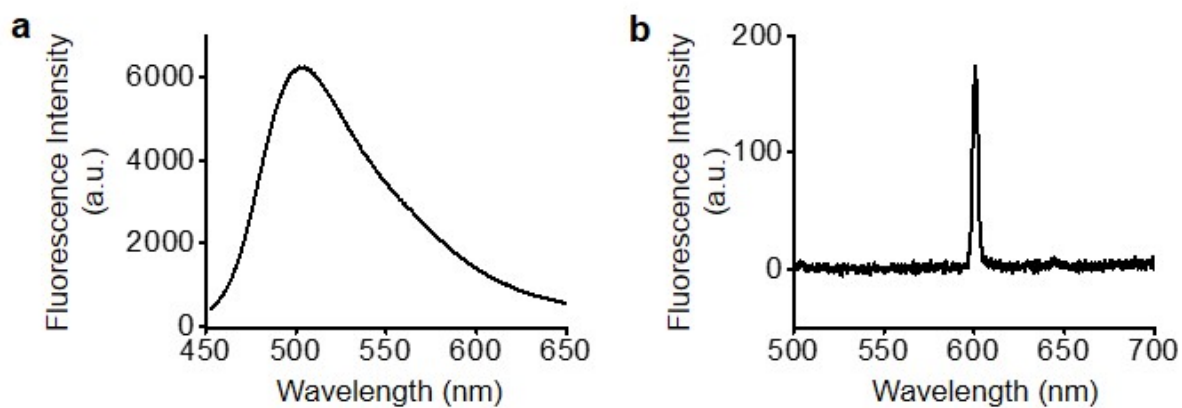 a
Fluorescence Intensity
(a.u.)
6000
4000
2000
0
450 500 550 600 650
Wavelength (nm)
b
Fluorescence Intensity
(a.u.)
200
100
0
500 550 600 650 700
Wavelength (nm)